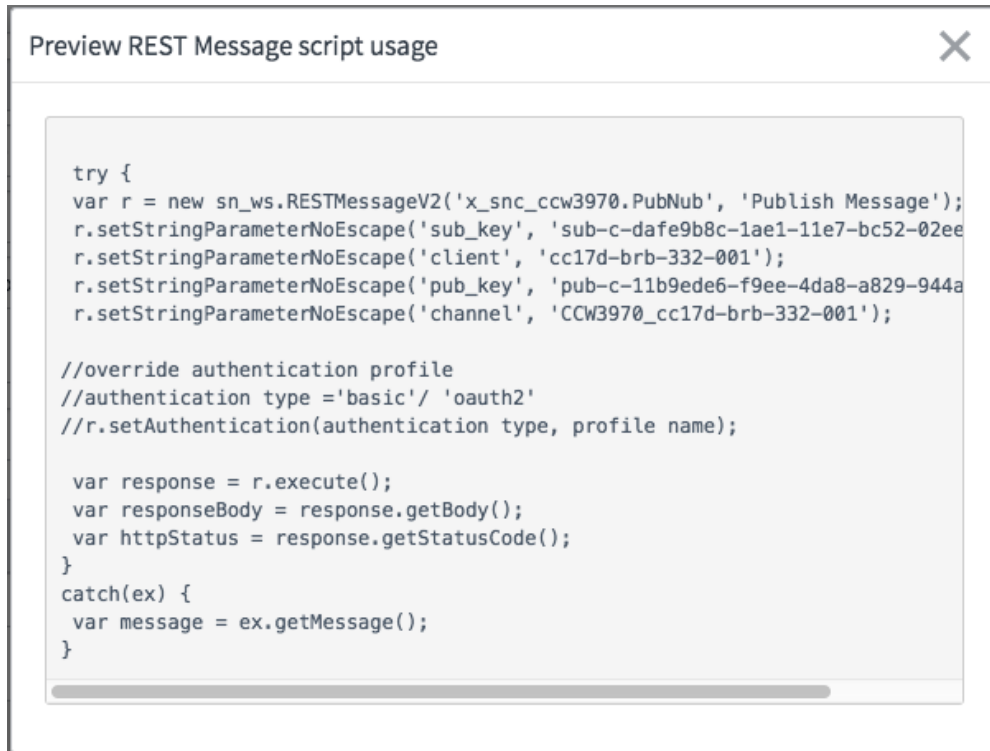 Preview REST Message script usage
try {
var r = new sn_ws.RESTMessageV2('x_snc_ccw3970.PubNub', 'Publish Message');
r.setStringParameterNoEscape('sub_key', 'sub-c-dafe9b8c-1ae1-11e7-bc52-02ee
r.setStringParameterNoEscape('client', 'cc17d-brb-332-001');
r.setStringParameterNoEscape('pub_key', 'pub-c-11b9ede6-f9ee-4da8-a829-944a
r.setStringParameterNoEscape('channel', 'CCW3970_cc17d-brb-332-001');
//override authentication profile
//authentication type ='basic'/ 'oauth2'
//r.setAuthentication(authentication type, profile name);
var response = r.execute();
var responseBody = response.getBody();
var httpStatus = response.getStatusCode();
}
catch(ex) {
var message = ex.getMessage();
}